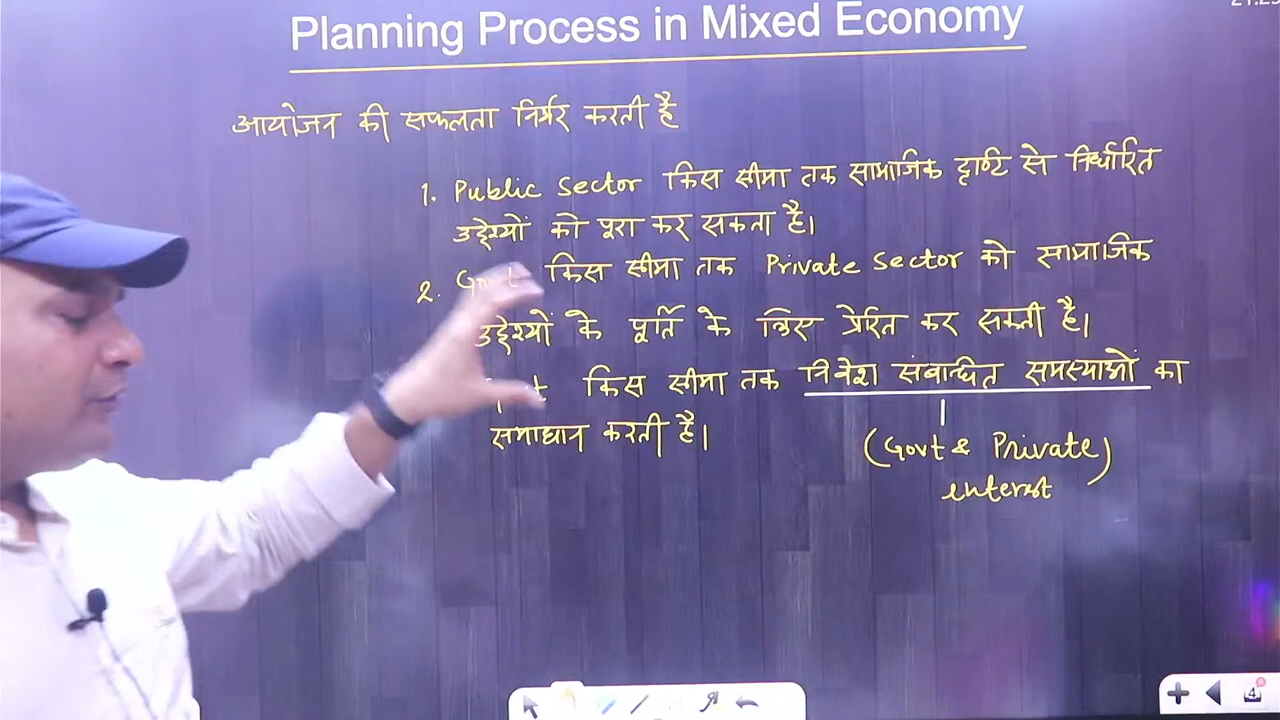 Planning Process in Mixed Economy
आयोजन की सफलता निर्भर करती है
1. Public Sector किस सीमा तक सामाजिक दृष्टि से निर्धारित
उद्देश्यों को पूरा कर सकता है।
2. किस सीमा तक Private Sector को सामाजिक
उद्देश्यों के पूर्ति के लिए प्रेरित कर सकती है।
किस सीमा तक निवेश संबान्धित समस्याओं का
समाधान करती है।
(Govt & Private)
interest
4